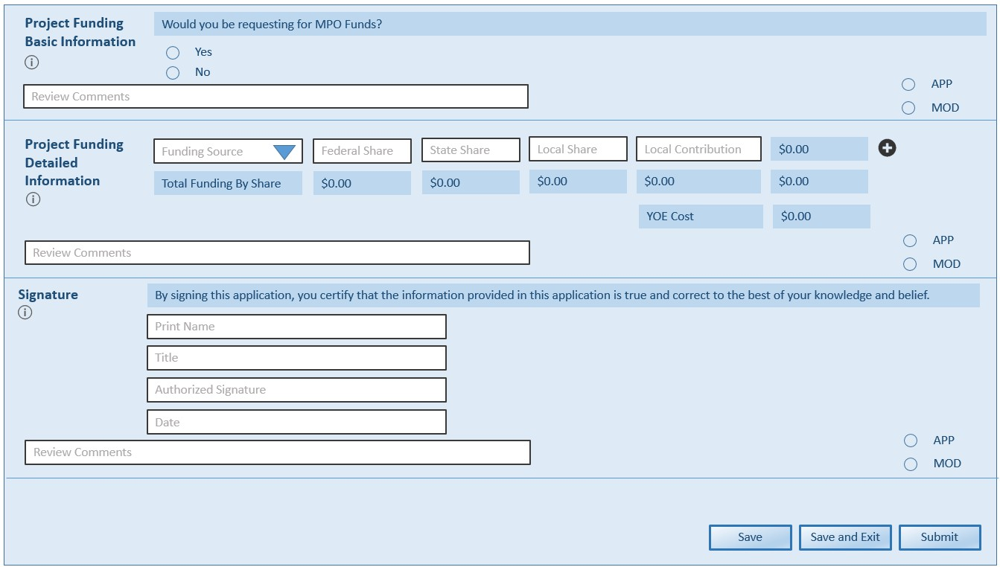 Project Funding
Basic Information
Would you be requesting for MPO Funds?
Yes
No
Review Comments
APP
MOD
Project Funding
Detailed
Information
Funding Source
Federal Share
State Share
Local Share
Local Contribution
$0.00
Total Funding By Share
$0.00
$0.00
$0.00
$0.00
$0.00
YOE Cost
$0.00
Review Comments
APP
MOD
Signature
By signing this application, you certify that the information provided in this application is true and correct to the best of your knowledge and belief.
Print Name
Title
Authorized Signature
Date
Review Comments
APP
MOD
Save
Save and Exit
Submit